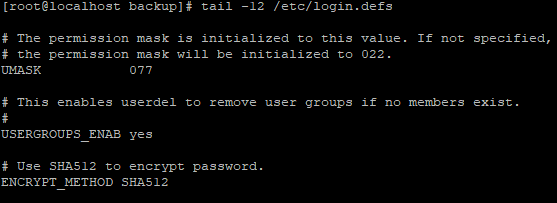 [root@localhost backup]# tail -12 /etc/login.defs
# The permission mask is initialized to this value. If not specified,
# the permission mask will be initialized to 022.
UMASK           077
# This enables userdel to remove user groups if no members exist.
#
USERGROUPS_ENAB yes
# Use SHA512 to encrypt password.
ENCRYPT_METHOD SHA512